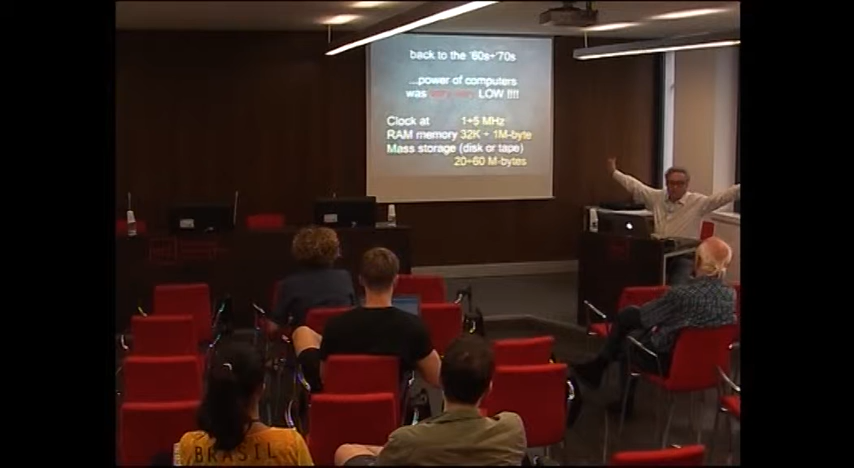 back to the '60s÷'70s
...power of computers
was very very LOW !!!!
Clock at 1÷5 MHz
RAM memory 32K ÷ 1M-byte
Mass storage (disk or tape)
20÷60 M-bytes
BRASIL